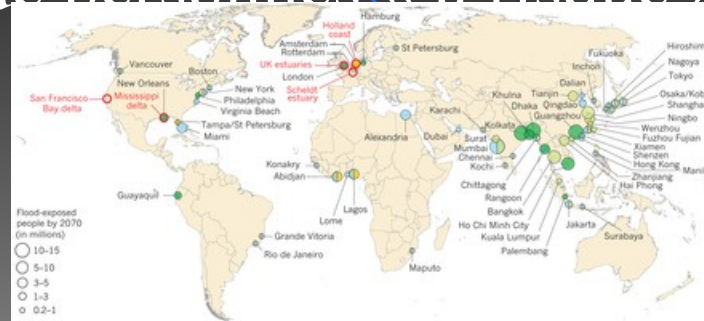 Hamburg
Holland
coast
Amsterdam
Rotterdam
UK estuaries
London
Scheldt
estuary
St Petersburg
Vancouver
Boston
New Orleans
Mississippi
delta
San Francisco
Bay delta
New York
Philadelphia
Virginia Beach
Tampa/St Petersburg
Miami
Guayaquil
Grande Vitoria
Rio de Janeiro
Konakry
Abidjan
Lome
Lagos
Alexandria
Maputo
Dubai
Karachi
Surat
Mumbai
Chennai
Kochi
Kolkata
Dhaka
Khulna
Chittagong
Rangoon
Bangkok
Ho Chi Minh City
Kuala Lumpur
Palembang
Jakarta
Surabaya
Tianjin
Qingdao
Guangzhou
Dalian
Inchon
Fukuoka
Hiroshim
Nagoya
Tokyo
Osaka/Kob
Shangha
Ningbo
Wenzhou
Fuzhou Fujian
Xiamen
Shenzen
Hong Kong
Zhanjiang
Hai Phong
Mani
Flood-exposed
people by 2070
(in millions)
10–15
5–10
3–5
1–3
0.2–1